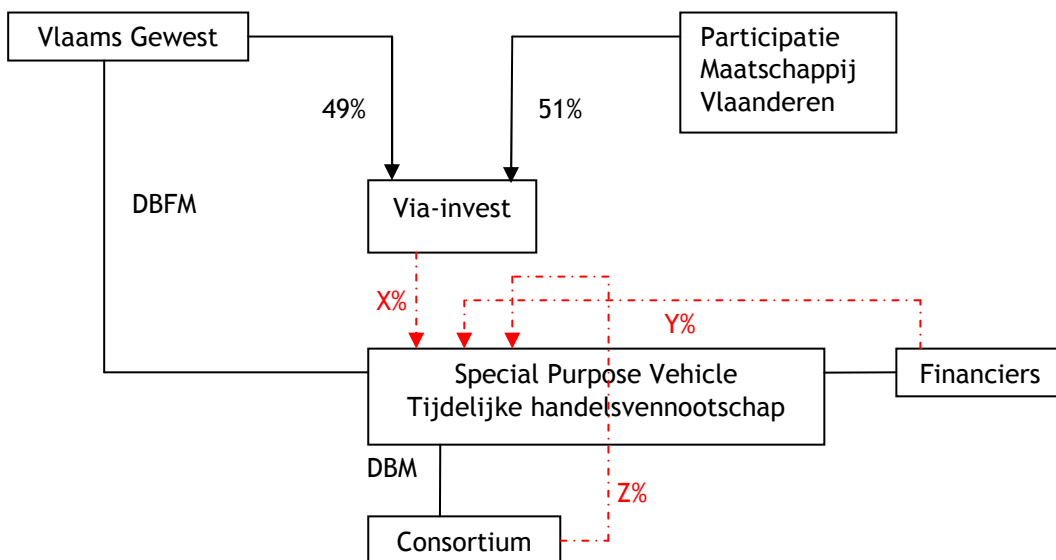 Vlaams Gewest
Participatie
Maatschappij
Vlaanderen
49%
51%
DBFM
Via-invest
X%
Y%
Special Purpose Vehicle
Tijdelijke handelsvennootschap
Financiers
DBM
Z%
Consortium